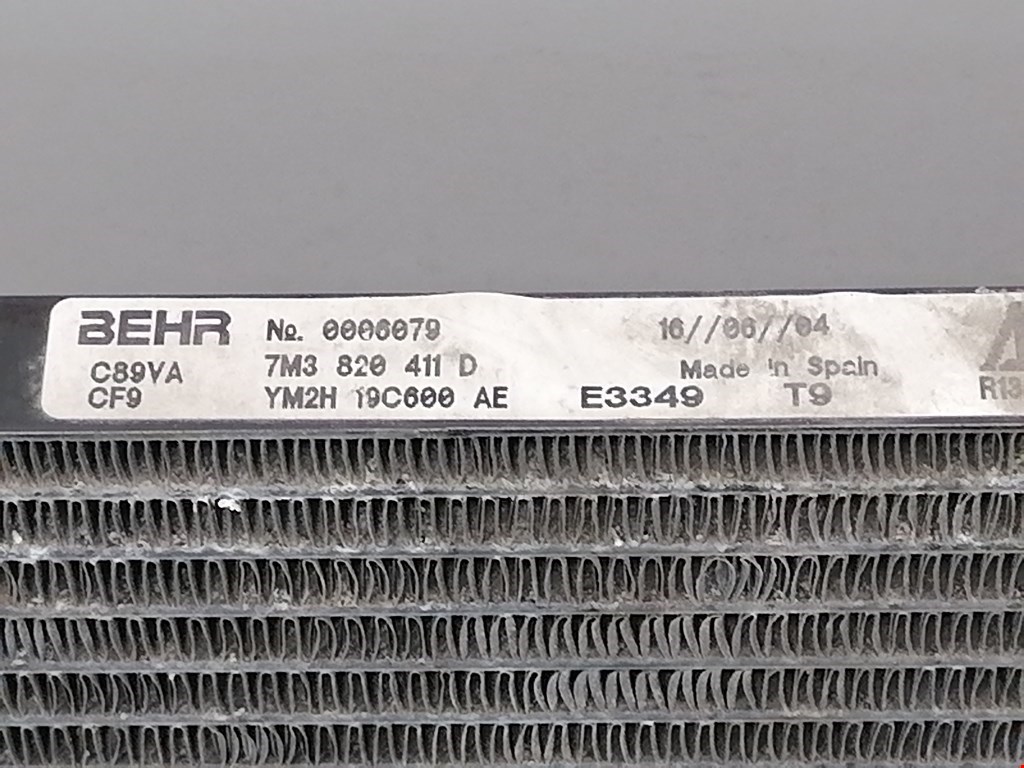 BEHR No. 0006079 16//06//04
C89VA 7M3 820 411 D Made in Spain
CF9 YM2H 19C600 AE E3349 T9 R13